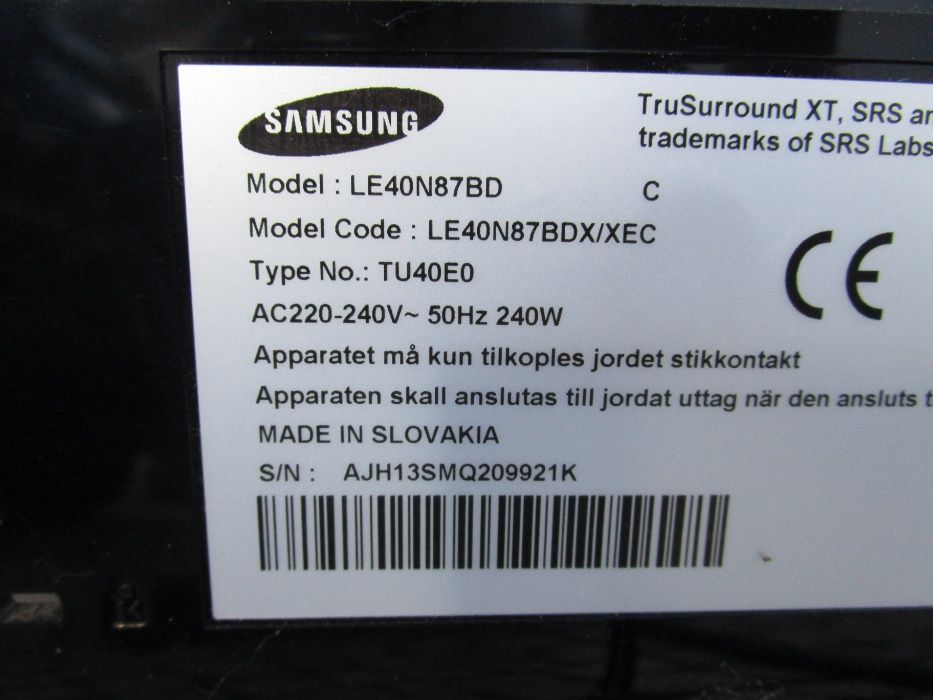 SAMSUNG
TruSurround XT, SRS
trademarks of SRS Labs
Model : LE40N87BD C
Model Code : LE40N87BDX/XEC
Type No.: TU40E0
CE
AC220-240V~ 50Hz 240W
Apparatet må kun tilkoples jordet stikkontakt
Apparaten skall anslutas till jordat uttag när den ansluts
MADE IN SLOVAKIA
S/N : AJH13SMQ209921K